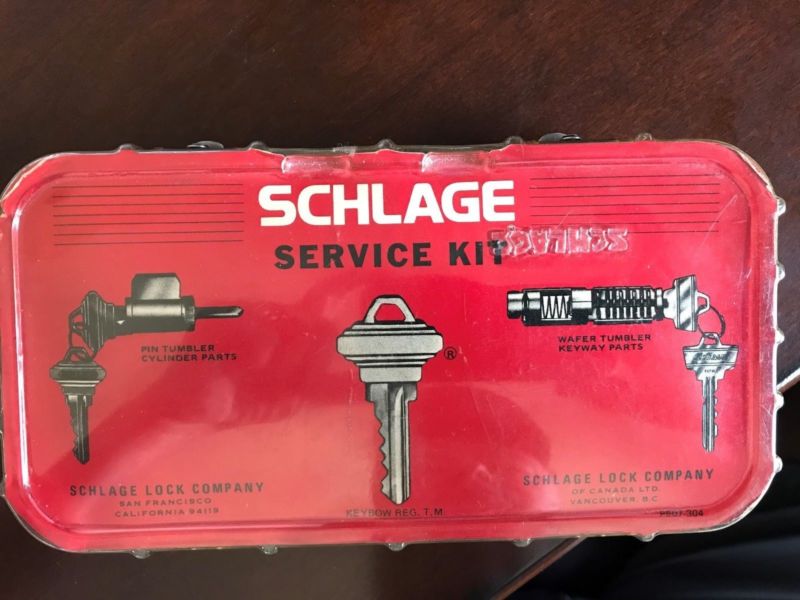 SCHLAGE
SERVICE KIT
SCHLAGE
PIN TUMBLER
CYLINDER PARTS
WAFER TUMBLER
KEYWAY PARTS
®
SCHLAGE LOCK COMPANY
SAN FRANCISCO
CALIFORNIA 94119
KEYBOW REG. T.M.
SCHLAGE LOCK COMPANY
OF CANADA LTD.
VANCOUVER, B.C.